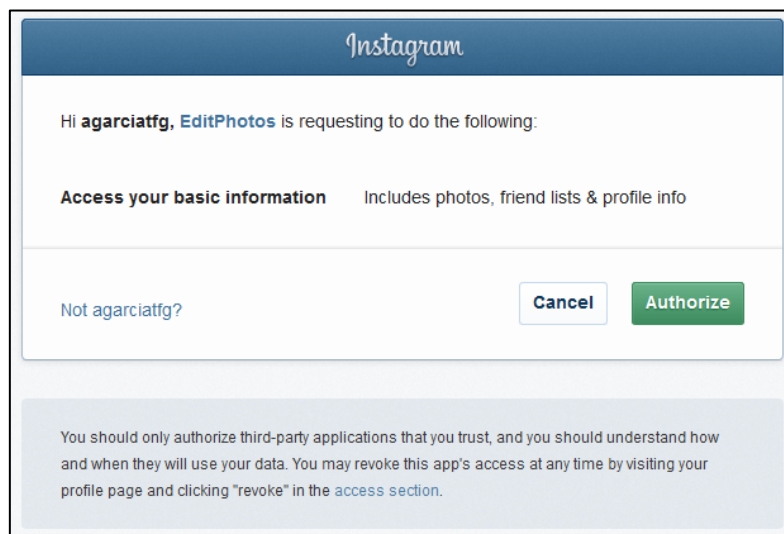 Instagram
Hi agarciatfg, EditPhotos is requesting to do the following:
Access your basic information Includes photos, friend lists & profile info
Not agarciatfg? Cancel Authorize
You should only authorize third-party applications that you trust, and you should understand how
and when they will use your data. You may revoke this app's access at any time by visiting your
profile page and clicking "revoke" in the access section.